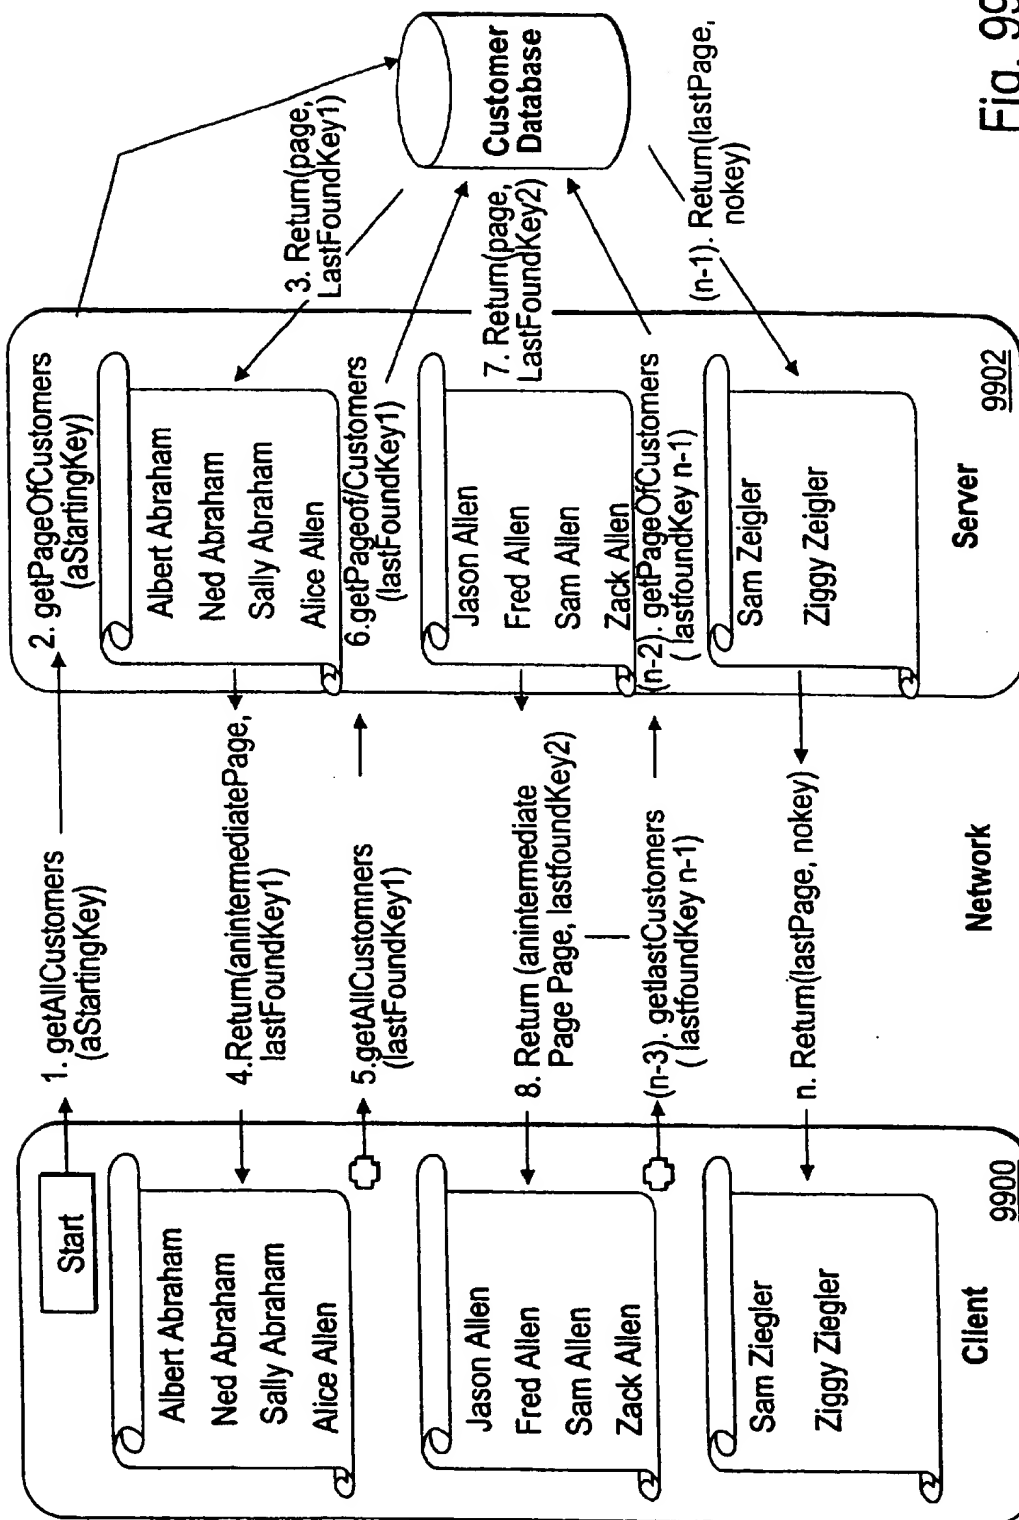 Start
Albert Abraham
Ned Abraham
Sally Abraham
Alice Allen
Jason Allen
Fred Allen
Sam Allen
Zack Allen
Sam Ziegler
Ziggy Ziegler
Client
9900
1. getAllCustomers
(aStartingKey)
4.Return(anintermediatePage,
lastFoundKey1)
5.getAllCustomners
(lastFoundKey1)
8. Return (anintermediate
Page Page, lastfoundKey2)
(n-3). getlastCustomers
( lastfoundKey n-1)
n. Return(lastPage, nokey)
Network
2. getPageOfCustomers
(aStartingKey)
Albert Abraham
Ned Abraham
Sally Abraham
Alice Allen
6.getPageof/Customers
(lastFoundKey1)
Jason Allen
Fred Allen
Sam Allen
Zack Allen
(n-2). getPageOfCustomers
( lastfoundKey n-1)
Sam Zeigler
Ziggy Zeigler
Server
9902
3. Return(page,
LastFoundKey1)
7. Return(page,
LastFoundKey2)
(n-1). Return(lastPage,
nokey)
Customer
Database
Fig. 99